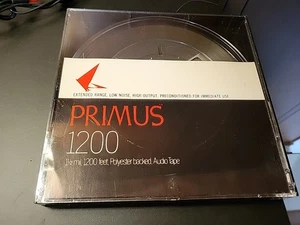 EXTENDED RANGE, LOW NOISE, HIGH OUTPUT, PRECONDITIONED FOR IMMEDIATE USE
PRIMUS
1200
1½ mil, 1200 feet, Polyester backed, Audio Tape